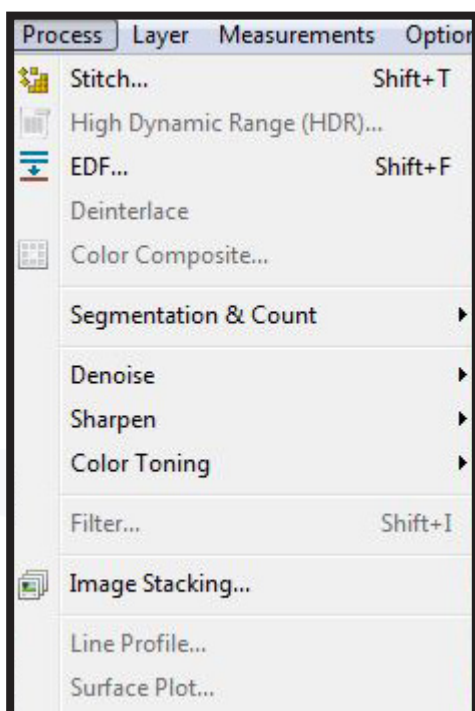 Process Layer Measurements Option
Stitch... Shift+T
High Dynamic Range (HDR)...
EDF... Shift+F
Deinterlace
Color Composite...
Segmentation & Count
Denoise
Sharpen
Color Toning
Filter... Shift+I
Image Stacking...
Line Profile...
Surface Plot...